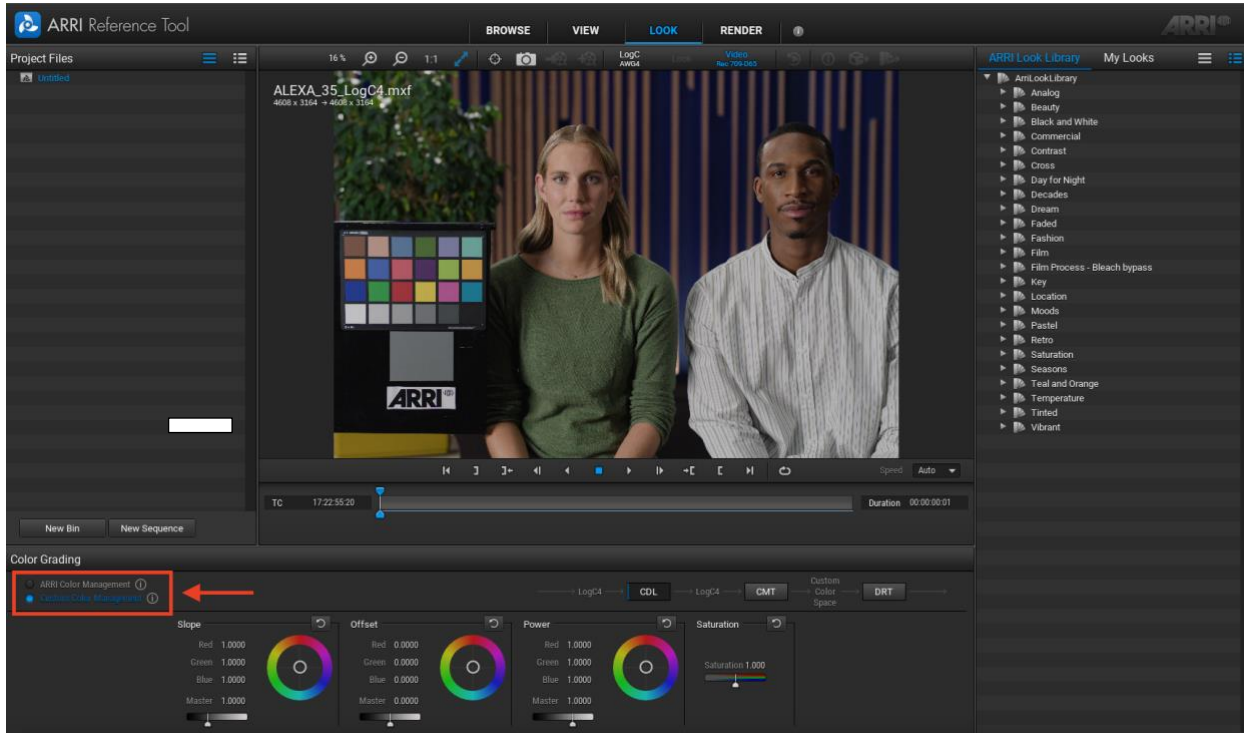 ARRI Reference Tool
BROWSE VIEW LOOK RENDER
ARRI®
Project Files
Untitled
16% 1:1 LogC AWG4 Look Video Rec 709-D65
ALEXA_35_LogC4.mxf
4608 x 3164 → 4608 x 3164
ARRI®
Speed Auto
TC 17:22:55:20 Duration 00:00:00:01
New Bin New Sequence
ARRI Look Library My Looks
ArriLookLibrary
Analog
Beauty
Black and White
Commercial
Contrast
Cross
Day for Night
Decades
Dream
Faded
Fashion
Film
Film Process - Bleach bypass
Key
Location
Moods
Pastel
Retro
Saturation
Seasons
Teal and Orange
Temperature
Tinted
Vibrant
Color Grading
ARRI Color Management
Custom Color Management
LogC4 CDL LogC4 CMT Custom Color Space DRT
Slope
Red 1.0000
Green 1.0000
Blue 1.0000
Master 1.0000
Offset
Red 0.0000
Green 0.0000
Blue 0.0000
Master 0.0000
Power
Red 1.0000
Green 1.0000
Blue 1.0000
Master 1.0000
Saturation
Saturation 1.000